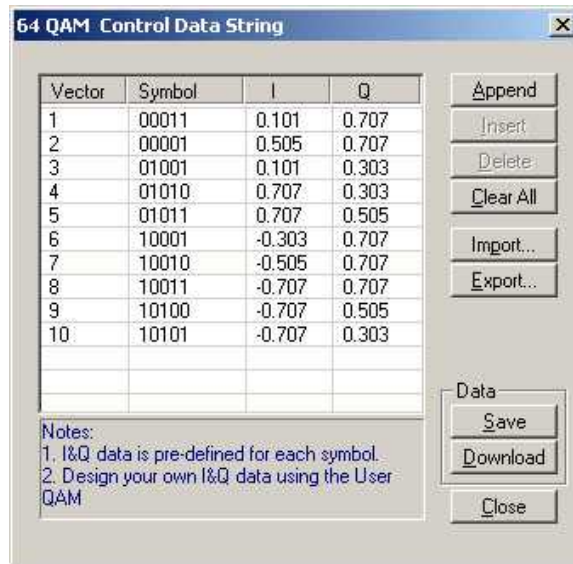 64 QAM Control Data String
Vector Symbol I Q
1 00011 0.101 0.707
2 00001 0.505 0.707
3 01001 0.101 0.303
4 01010 0.707 0.303
5 01011 0.707 0.505
6 10001 -0.303 0.707
7 10010 -0.505 0.707
8 10011 -0.707 0.707
9 10100 -0.707 0.505
10 10101 -0.707 0.303
Notes:
1. I&Q data is pre-defined for each symbol.
2. Design your own I&Q data using the User
QAM
Append
Insert
Delete
Clear All
Import...
Export...
Data
Save
Download
Close